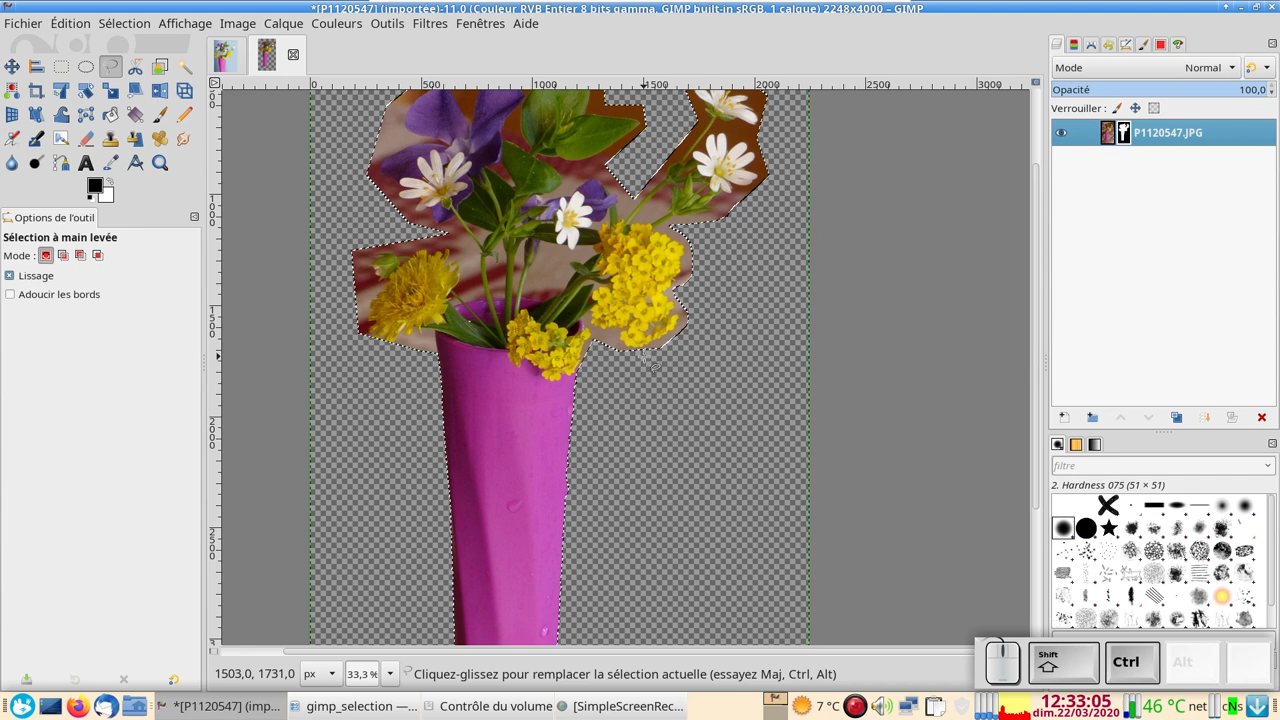 *[P1120547] (importée)-11.0 (Couleur RVB Entier 8 bits gamma, GIMP built-in sRGB, 1 calque) 2248x4000 – GIMP
Fichier Édition Sélection Affichage Image Calque Couleurs Outils Filtres Fenêtres Aide
Mode Normal
Opacité 100,0
Verrouiller :
P1120547.JPG
0 500 1000 1500 2000 3000
Options de l'outil
Sélection à main levée
Mode :
Lissage
Adoucir les bords
filtre
2. Hardness 075 (51 × 51)
1503,0, 1731,0 px 33,3 % Cliquez-glissez pour remplacer la sélection actuelle (essayez Maj, Ctrl, Alt)
Shift
Ctrl
Alt
*[P1120547] (imp...
gimp_sele
Contrôle du volume
[SimpleScreenRec...
7 °C
12:33:05
dim.22/03/2020
46 °C
net
cNs